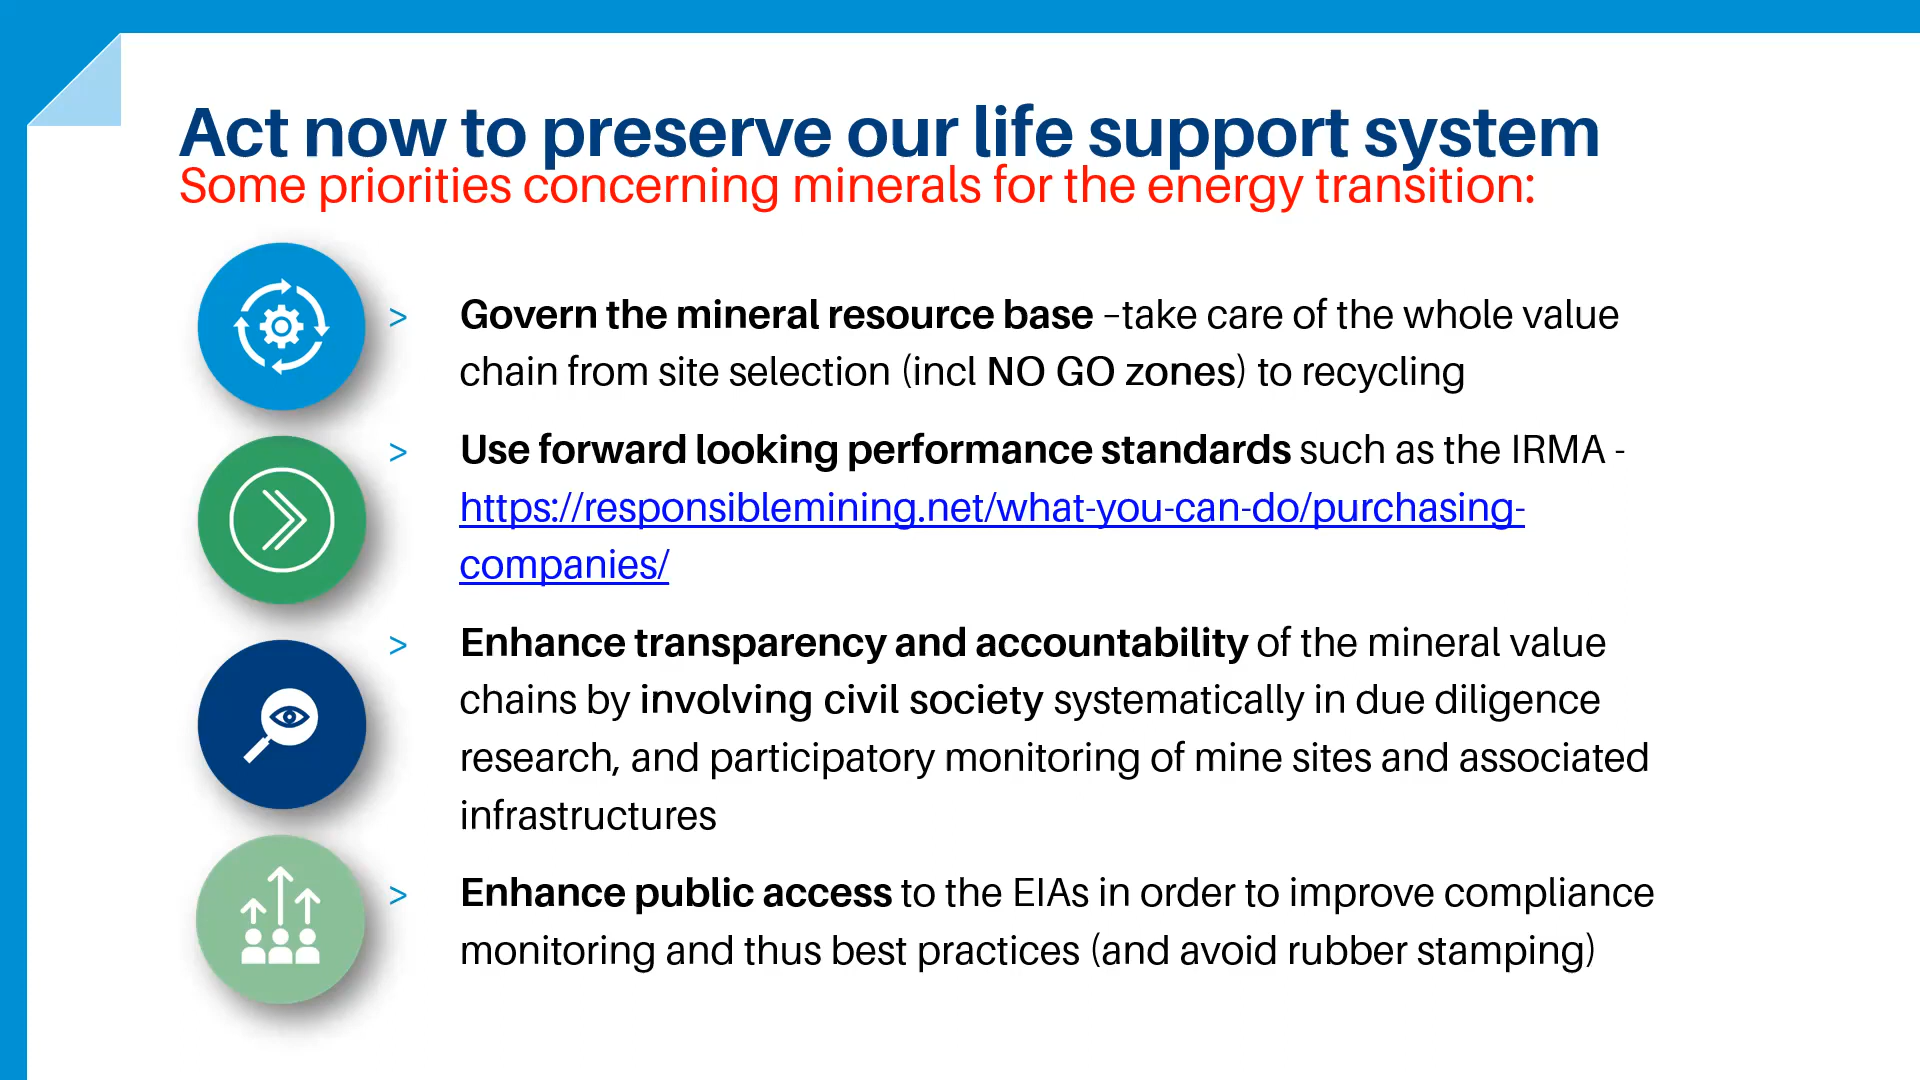 Act now to preserve our life support system
Some priorities concerning minerals for the energy transition:
> Govern the mineral resource base –take care of the whole value
chain from site selection (incl NO GO zones) to recycling
> Use forward looking performance standards such as the IRMA -
https://responsiblemining.net/what-you-can-do/purchasing-
companies/
> Enhance transparency and accountability of the mineral value
chains by involving civil society systematically in due diligence
research, and participatory monitoring of mine sites and associated
infrastructures
> Enhance public access to the EIAs in order to improve compliance
monitoring and thus best practices (and avoid rubber stamping)